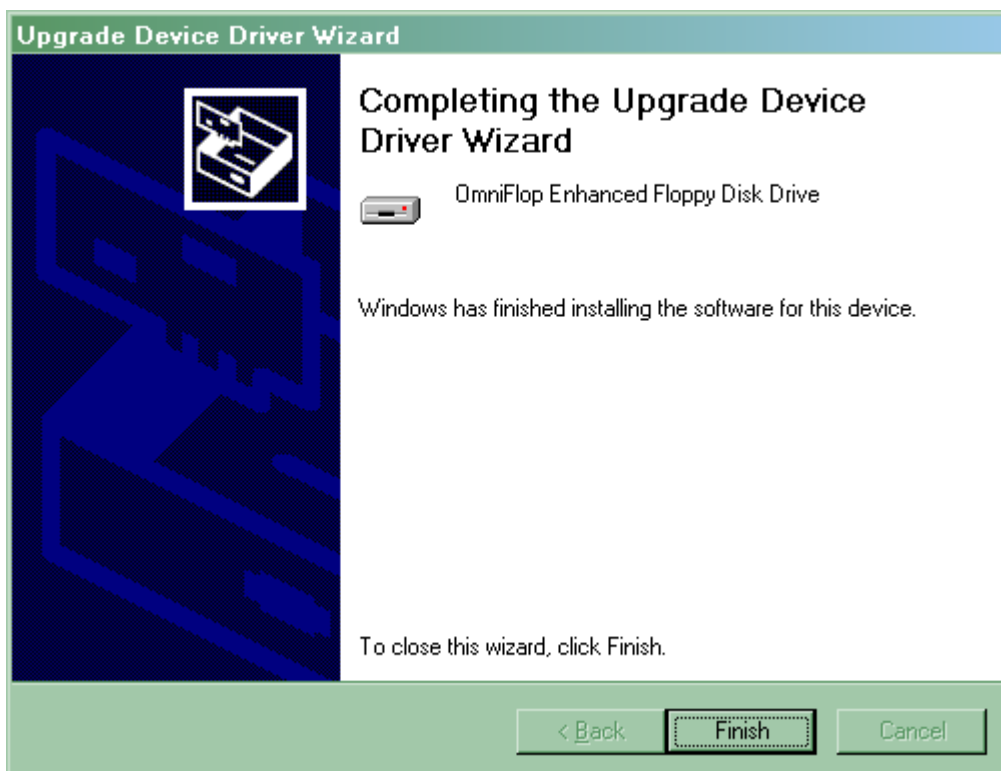 Upgrade Device Driver Wizard
Completing the Upgrade Device
Driver Wizard
OmniFlop Enhanced Floppy Disk Drive
Windows has finished installing the software for this device.
To close this wizard, click Finish.
< Back
Finish
Cancel